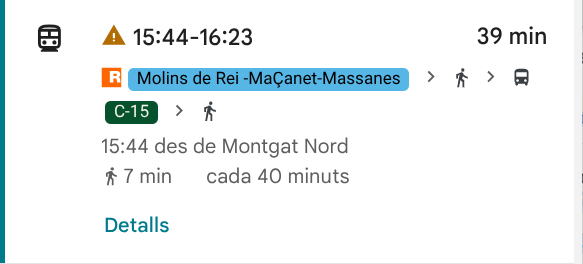 15:44-16:23 39 min
R Molins de Rei -MaÇanet-Massanes
C-15
15:44 des de Montgat Nord
7 min cada 40 minuts
Detalls